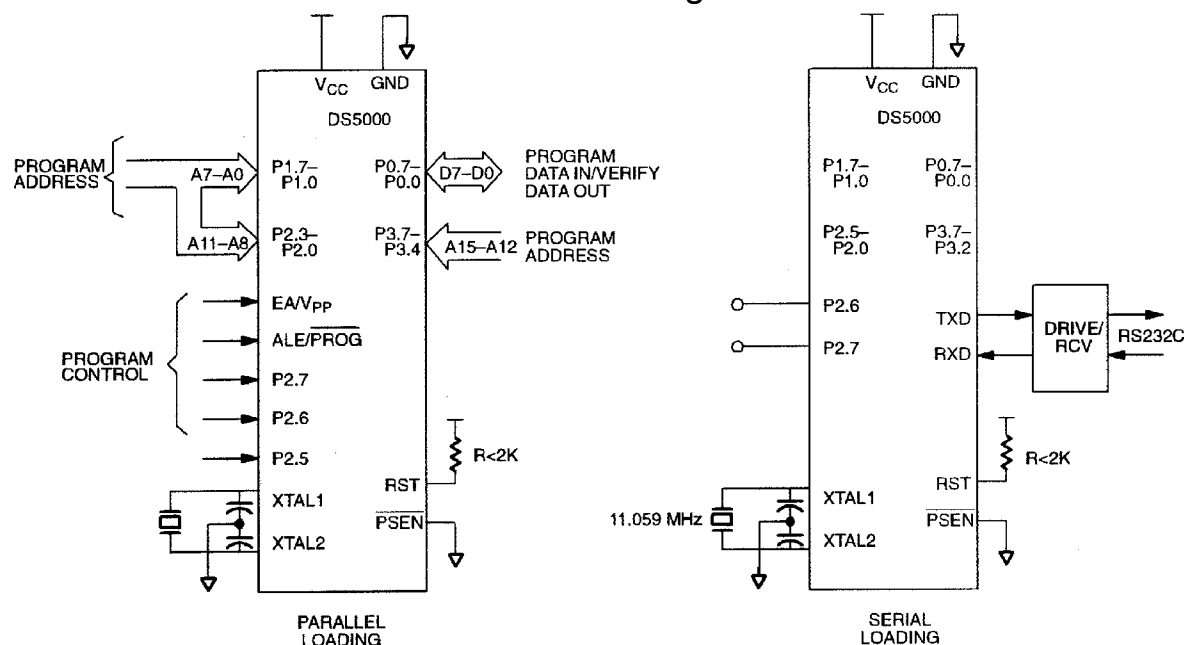 VCC GND
DS5000
PROGRAM
ADDRESS
A7–A0
P1.7–
P1.0
P0.7–
P0.0
D7–D0
PROGRAM
DATA IN/VERIFY
DATA OUT
A11–A8
P2.3–
P2.0
P3.7–
P3.4
A15–A12
PROGRAM
ADDRESS
PROGRAM
CONTROL
EA/VPP
ALE/PROG
P2.7
P2.6
P2.5
XTAL1
XTAL2
RST
PSEN
R<2K
PARALLEL
LOADING
VCC GND
DS5000
P1.7–
P1.0
P0.7–
P0.0
P2.5–
P2.0
P3.7–
P3.2
P2.6
P2.7
TXD
RXD
DRIVE/
RCV
RS232C
11.059 MHz
XTAL1
XTAL2
RST
PSEN
R<2K
SERIAL
LOADING